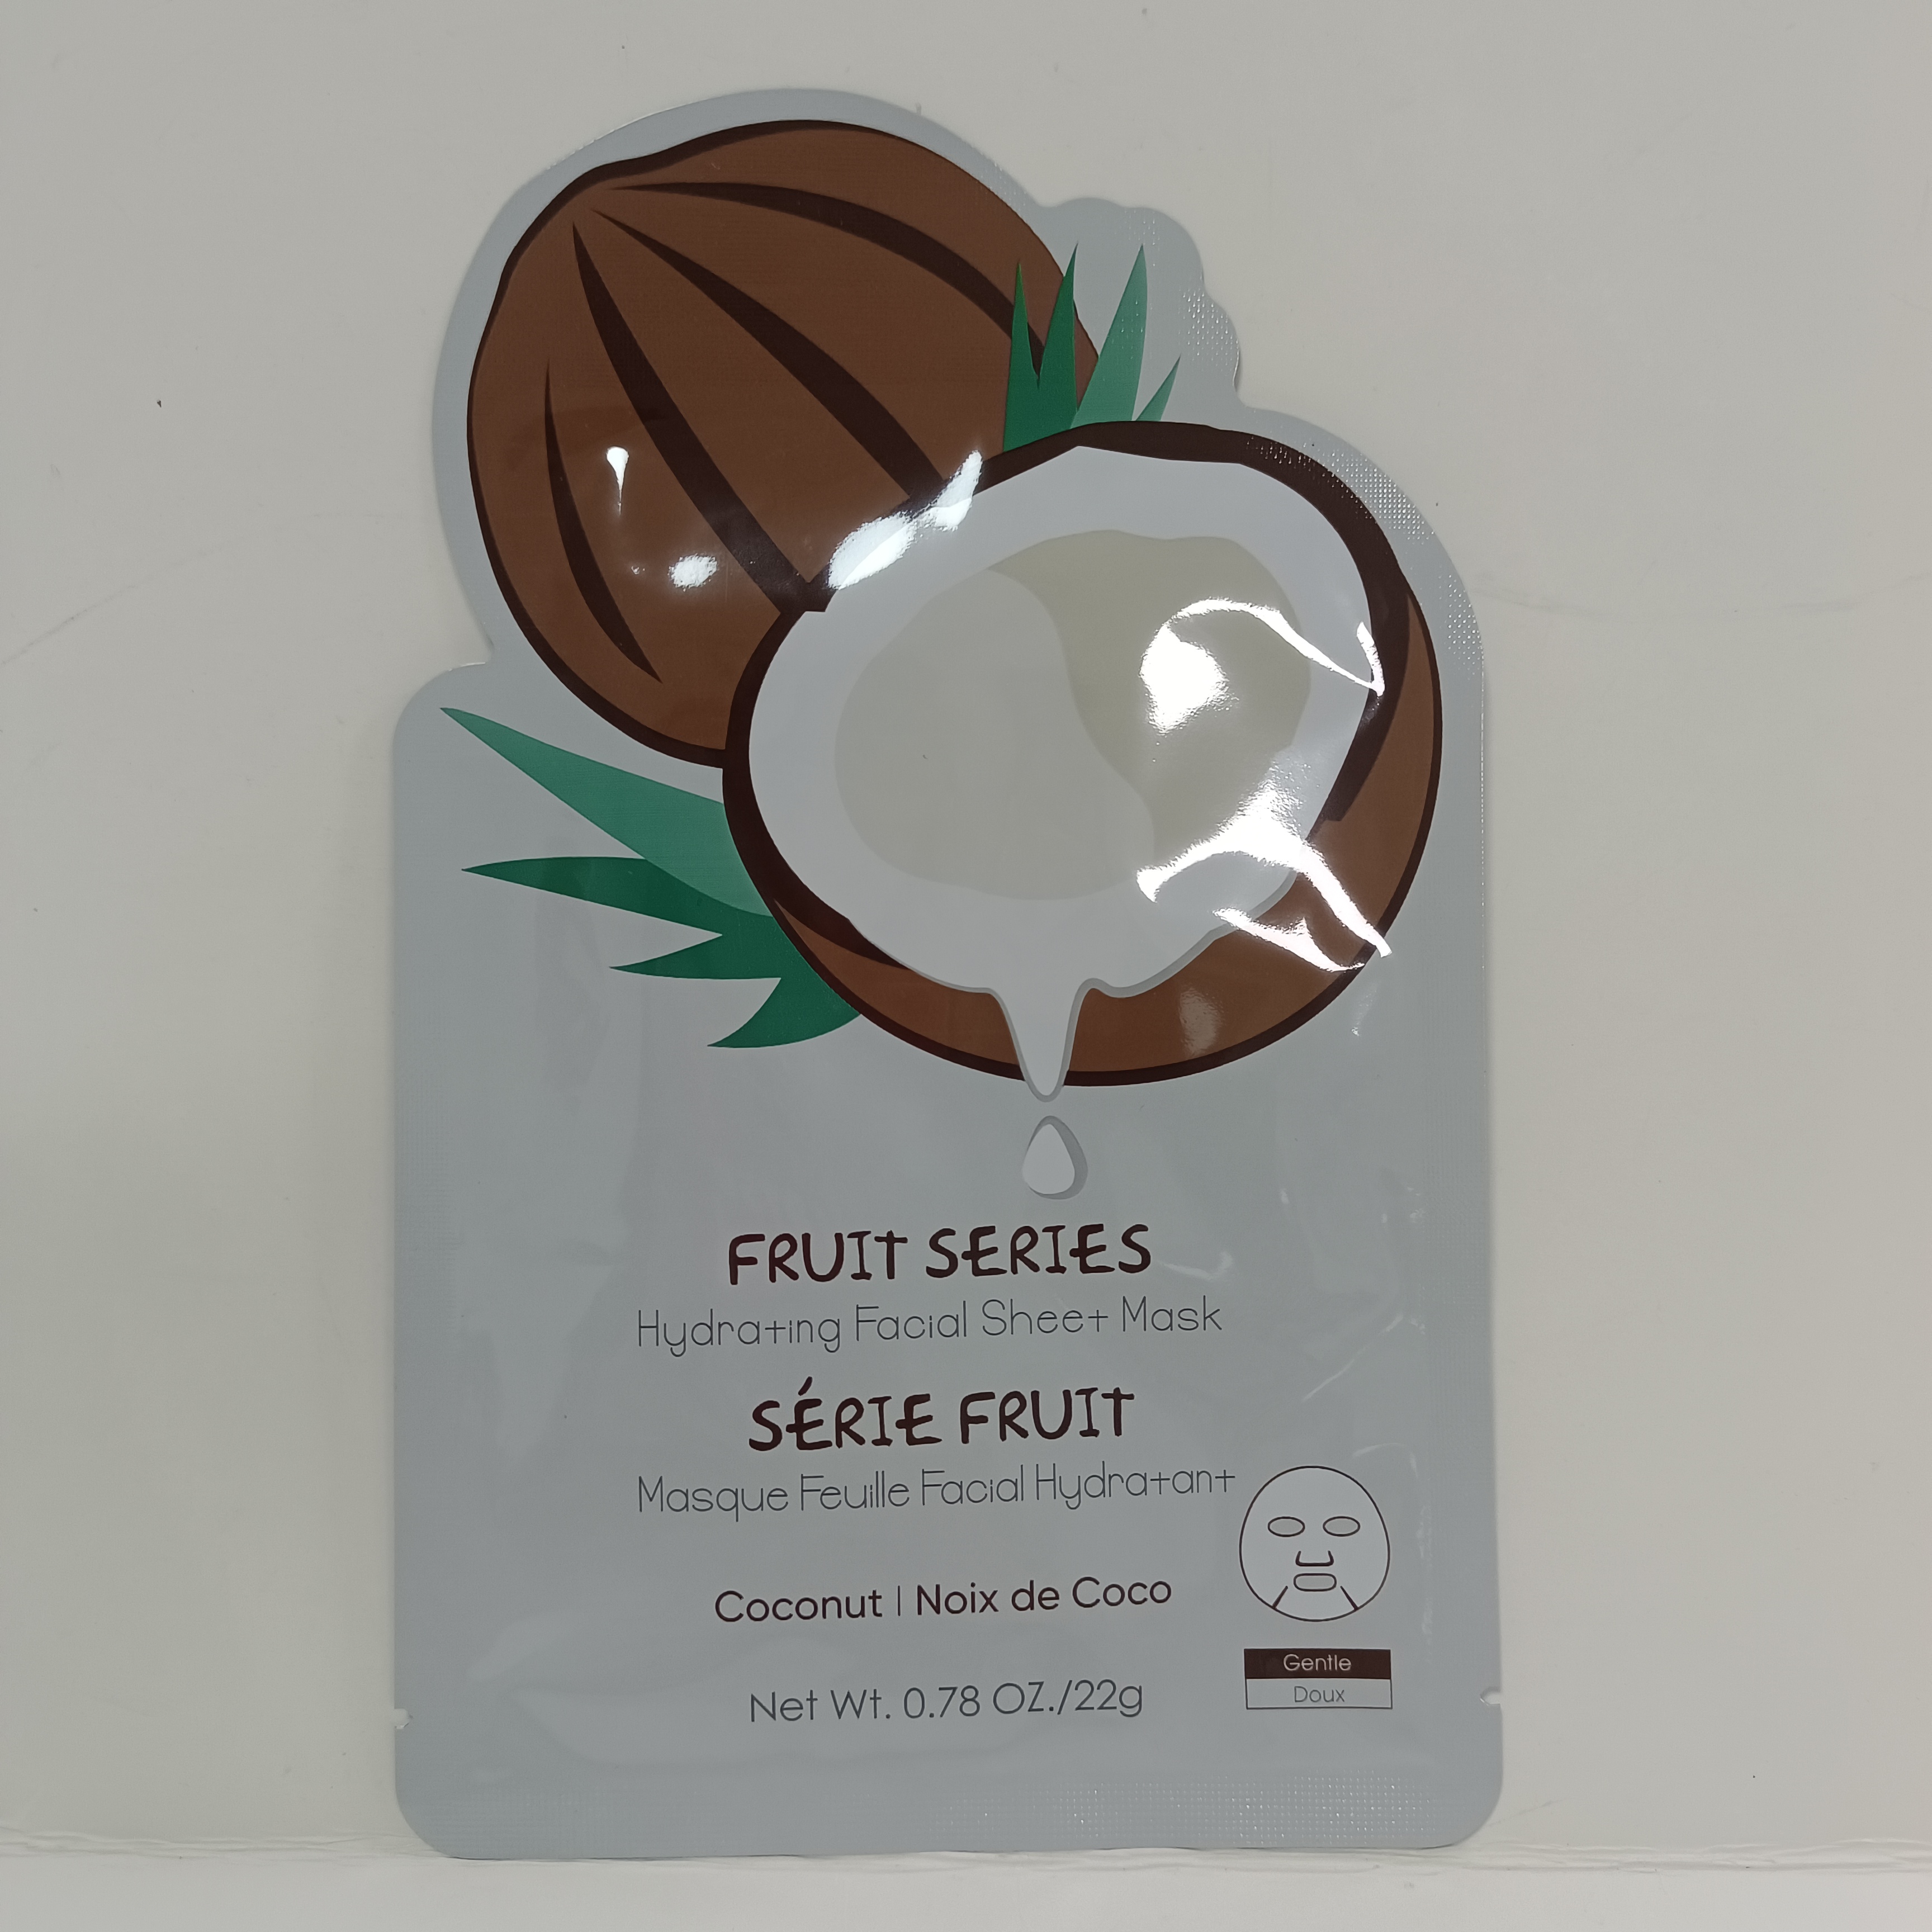 FRUIT SERIES
Hydrating Facial Sheet Mask
SÉRIE FRUIT
Masque Feuille Facial Hydratant
Coconut | Noix de Coco
Gentle
Doux
Net Wt. 0.78 OZ./22g